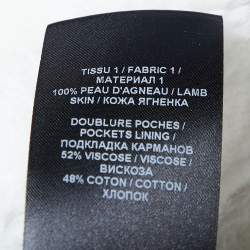 TISSU 1 / FABRIC 1 /
МАТЕРИАЛ 1
100% PEAU D'AGNEAU / LAMB
SKIN / КОЖА ЯГНЕНКА
DOUBLURE POCHES /
POCKETS LINING /
ПОДКЛАДКА КАРМАНОВ
52% VISCOSE / VISCOSE /
ВИСКОЗА
48% COTON / COTTON /
ХЛОПОК